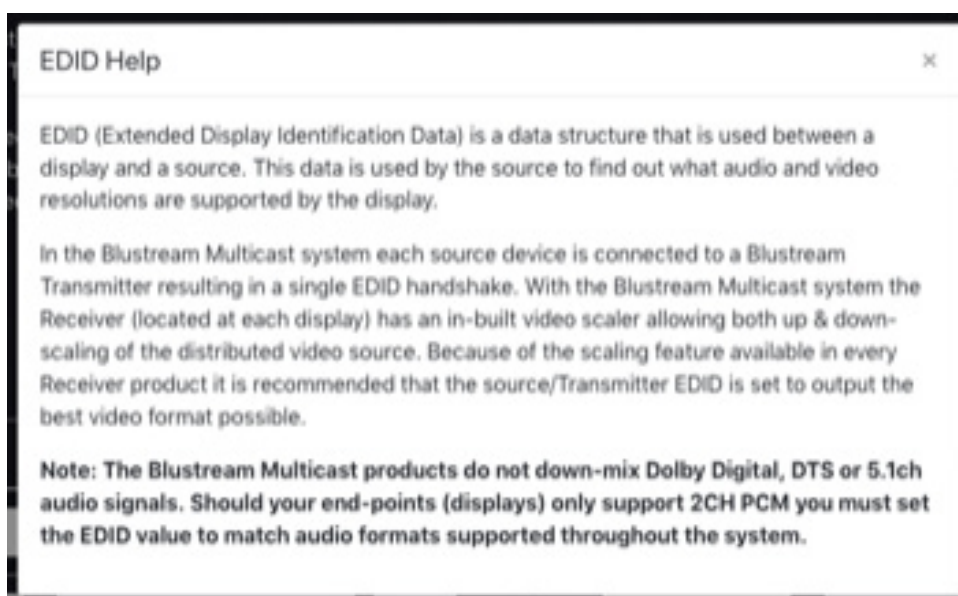 EDID Help
×
EDID (Extended Display Identification Data) is a data structure that is used between a
display and a source. This data is used by the source to find out what audio and video
resolutions are supported by the display.
In the Blustream Multicast system each source device is connected to a Blustream
Transmitter resulting in a single EDID handshake. With the Blustream Multicast system the
Receiver (located at each display) has an in-built video scaler allowing both up & down-
scaling of the distributed video source. Because of the scaling feature available in every
Receiver product it is recommended that the source/Transmitter EDID is set to output the
best video format possible.
Note: The Blustream Multicast products do not down-mix Dolby Digital, DTS or 5.1ch
audio signals. Should your end-points (displays) only support 2CH PCM you must set
the EDID value to match audio formats supported throughout the system.